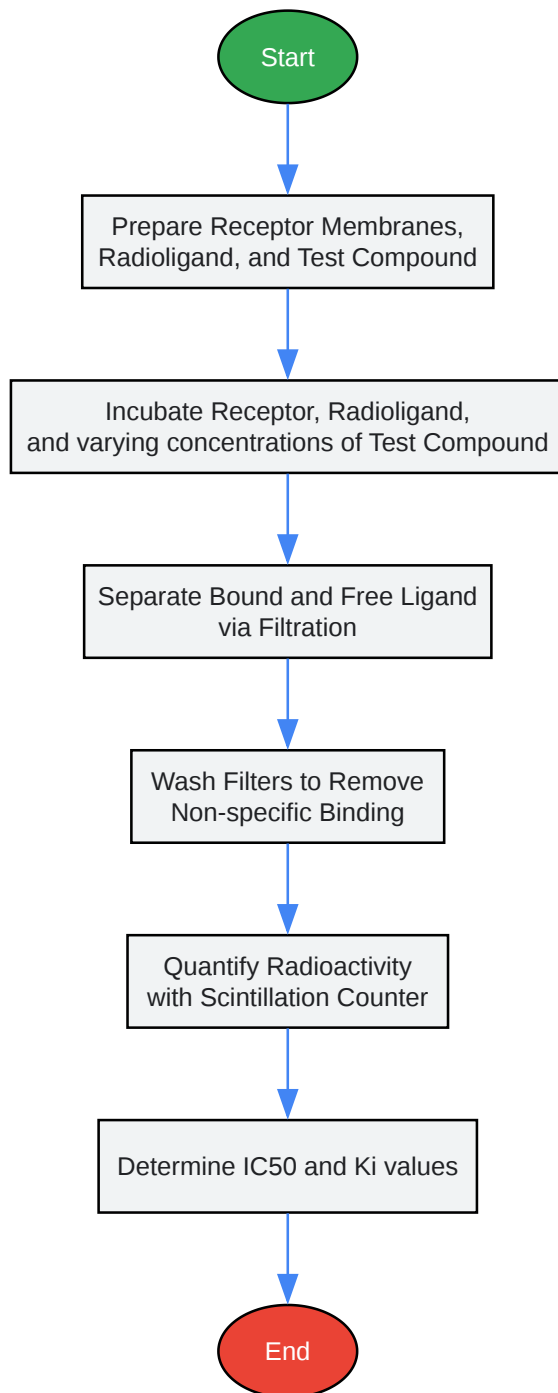 Start
Prepare Receptor Membranes,
Radioligand, and Test Compound
Incubate Receptor, Radioligand,
and varying concentrations of Test Compound
Separate Bound and Free Ligand
via Filtration
Wash Filters to Remove
Non-specific Binding
Quantify Radioactivity
with Scintillation Counter
Determine IC50 and Ki values
End